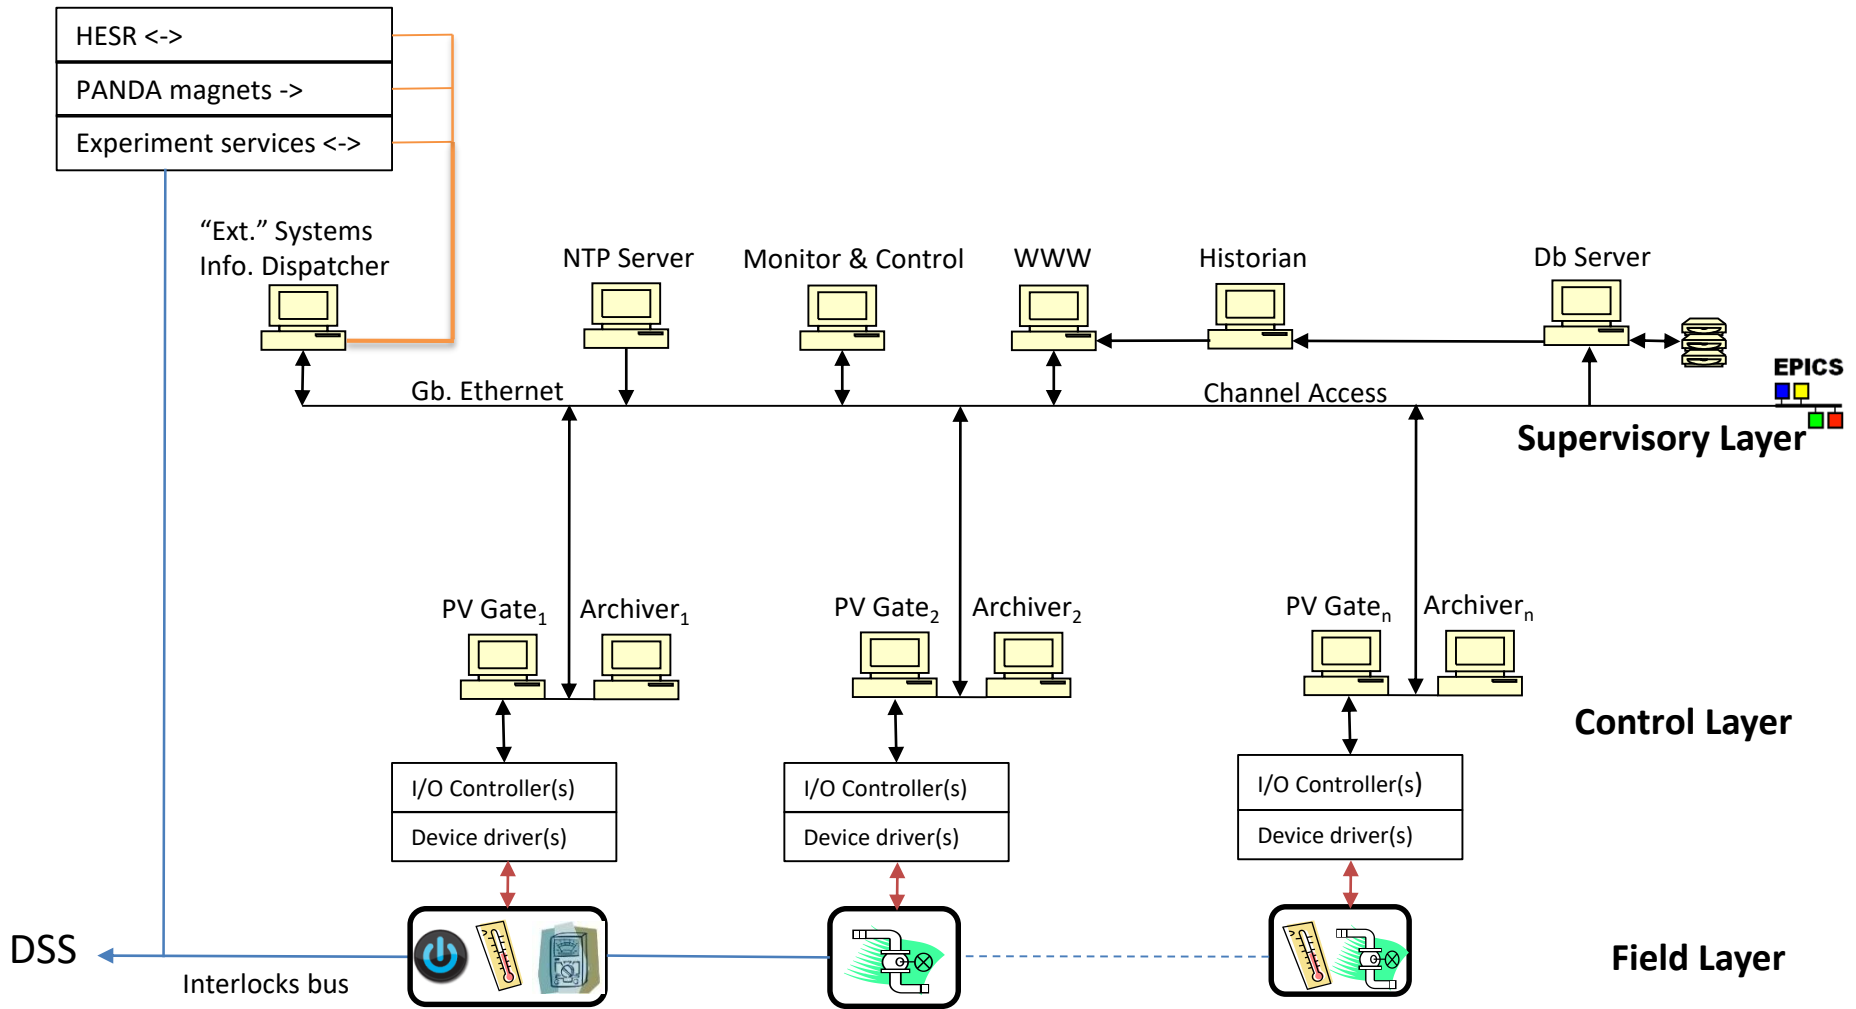 HESR <->
PANDA magnets ->
Experiment services <->
“Ext.” Systems
Info. Dispatcher
NTP Server
Monitor & Control
WWW
Historian
Db Server
Gb. Ethernet
Channel Access
EPICS
Supervisory Layer
PV Gate1
Archiver1
PV Gate2
Archiver2
PV Gaten
Archivern
Control Layer
I/O Controller(s)
Device driver(s)
I/O Controller(s)
Device driver(s)
I/O Controller(s)
Device driver(s)
DSS
Interlocks bus
Field Layer